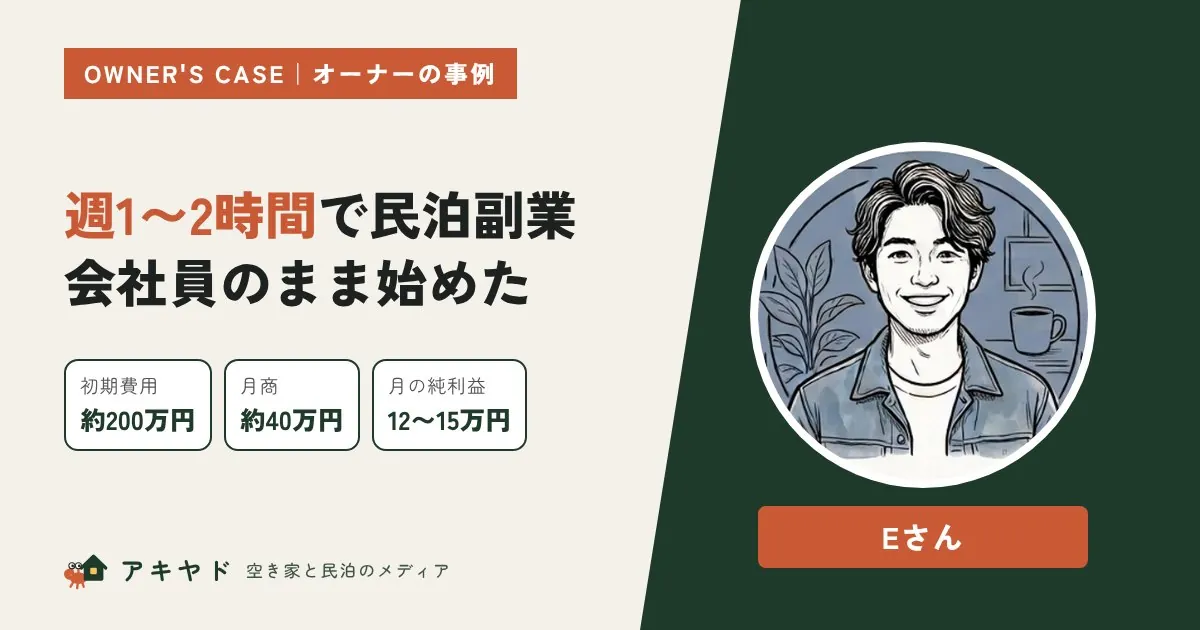 OWNER'S CASE｜オーナーの事例
週1〜2時間で民泊副業
会社員のまま始めた
初期費用
約200万円
月商
約40万円
月の純利益
12〜15万円
Eさん
アキヤド 空き家と民泊のメディア